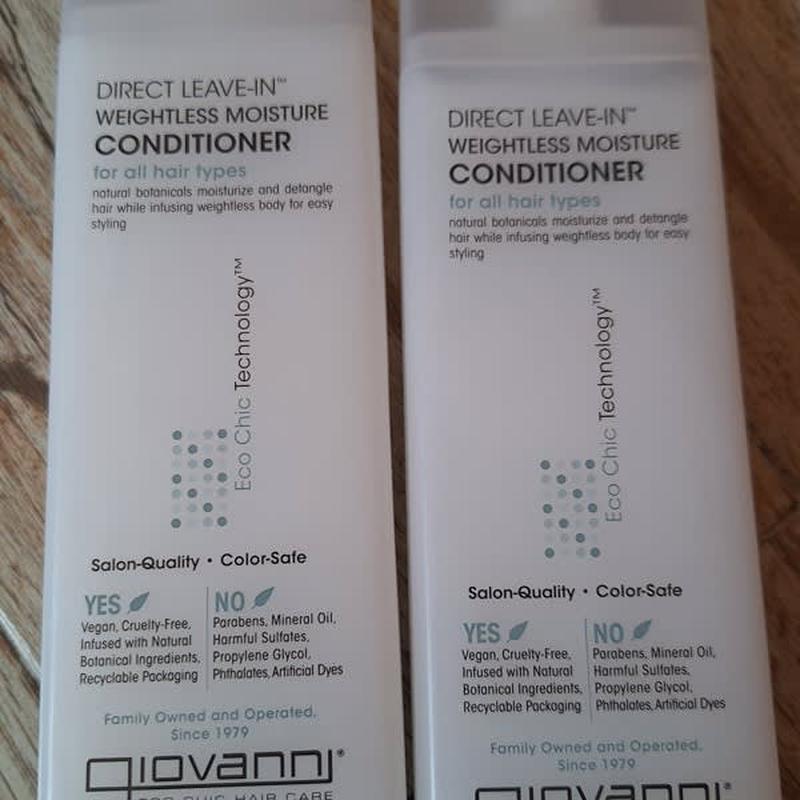 DIRECT LEAVE-IN™
WEIGHTLESS MOISTURE
CONDITIONER
for all hair types
natural botanicals moisturize and detangle
hair while infusing weightless body for easy
styling
Eco Chic Technology™
Salon-Quality • Color-Safe
YES
Vegan, Cruelty-Free,
Infused with Natural
Botanical Ingredients,
Recyclable Packaging
NO
Parabens, Mineral Oil,
Harmful Sulfates,
Propylene Glycol,
Phthalates, Artificial Dyes
Family Owned and Operated.
Since 1979
giovanni®
ECO CHIC HAIR CARE
DIRECT LEAVE-IN™
WEIGHTLESS MOISTURE
CONDITIONER
for all hair types
natural botanicals moisturize and detangle
hair while infusing weightless body for easy
styling
Eco Chic Technology™
Salon-Quality • Color-Safe
YES
Vegan, Cruelty-Free,
Infused with Natural
Botanical Ingredients,
Recyclable Packaging
NO
Parabens, Mineral Oil,
Harmful Sulfates,
Propylene Glycol,
Phthalates, Artificial Dyes
Family Owned and Operated.
Since 1979
giovanni®